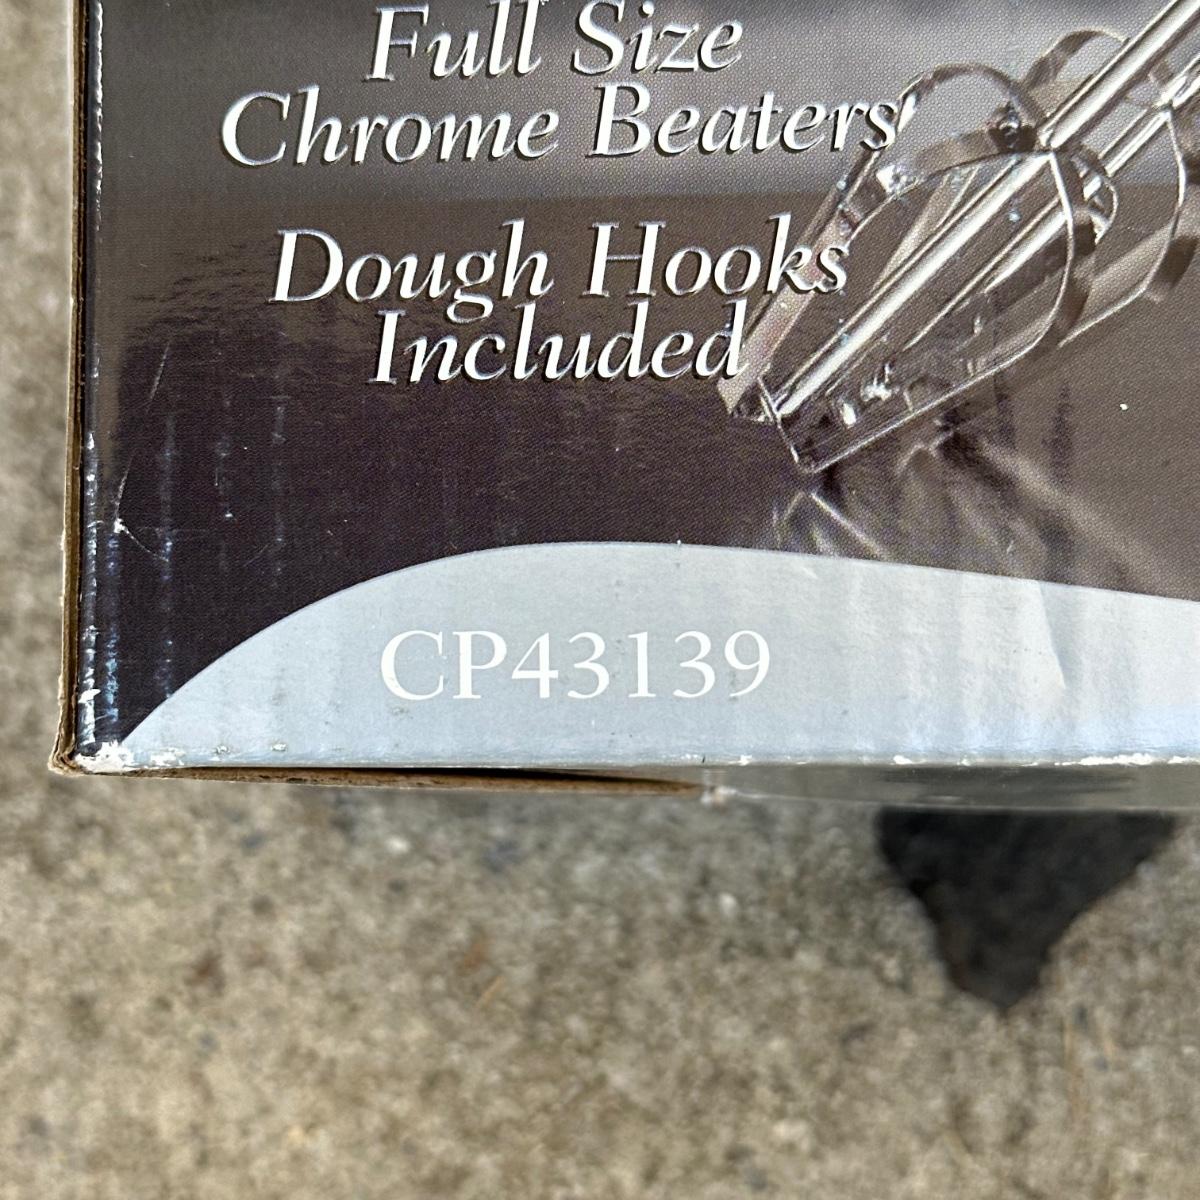 Full Size
Chrome Beaters
Dough Hooks
Included
CP43139